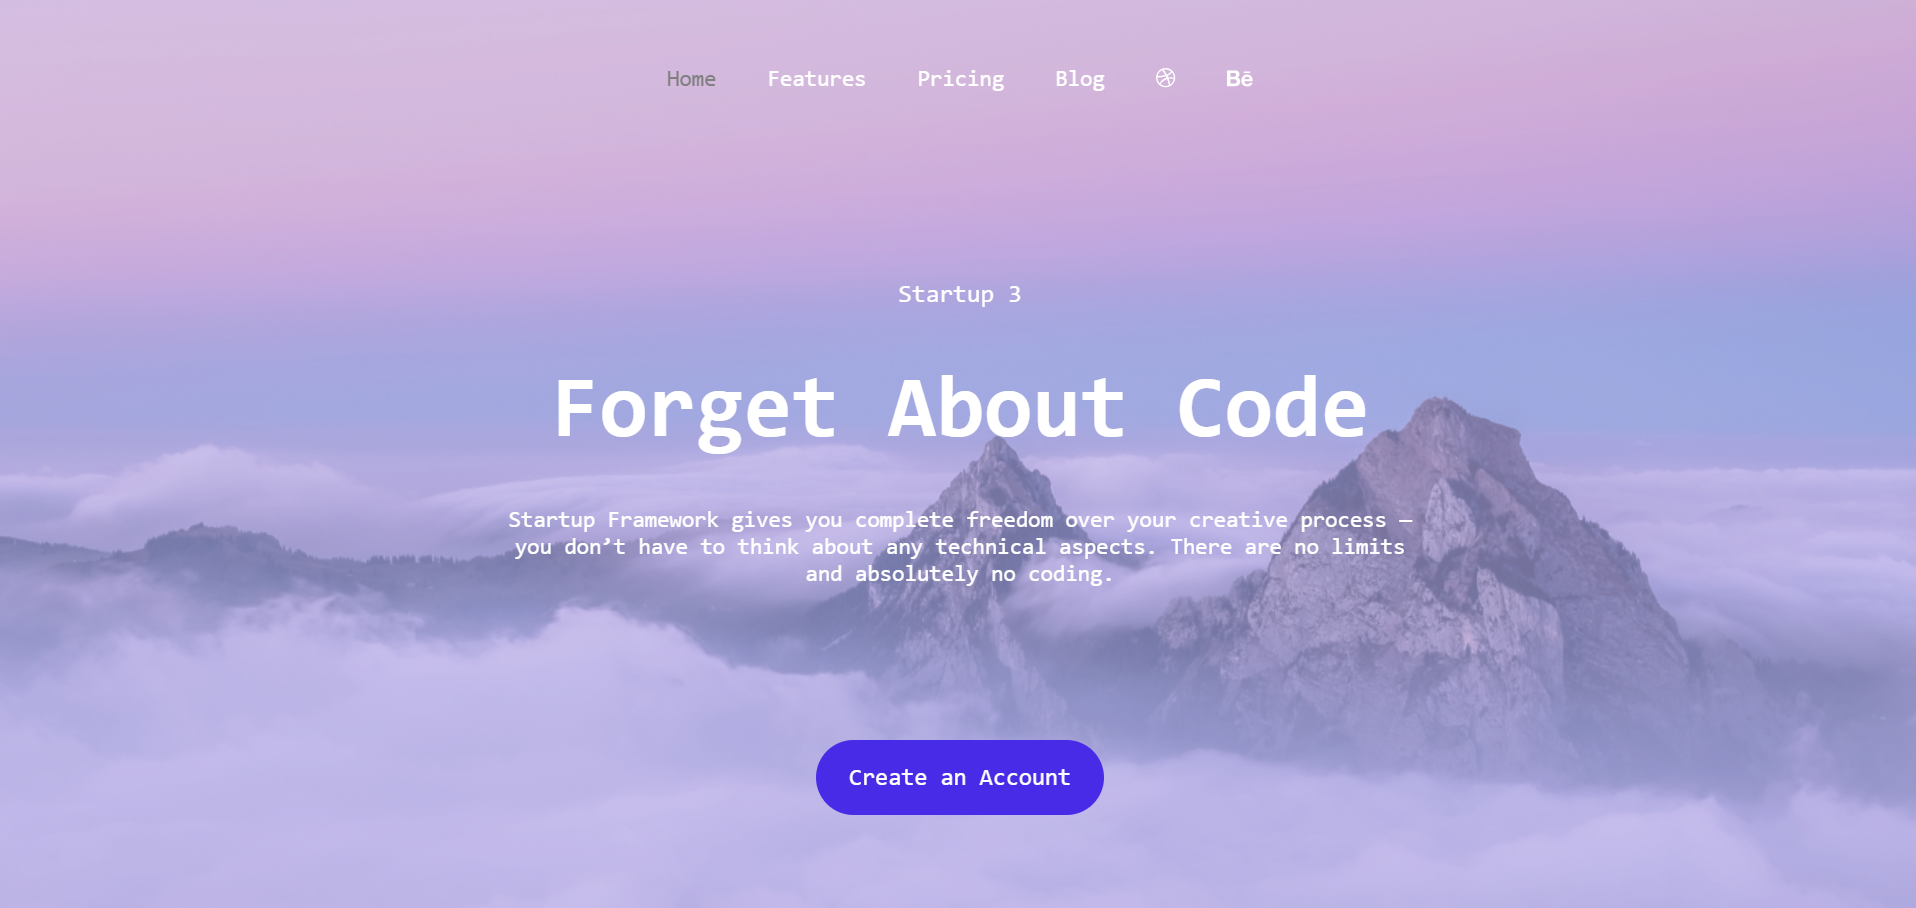 Home Features Pricing Blog Bē
Startup 3
Forget About Code
Startup Framework gives you complete freedom over your creative process —
you don’t have to think about any technical aspects. There are no limits
and absolutely no coding.
Create an Account